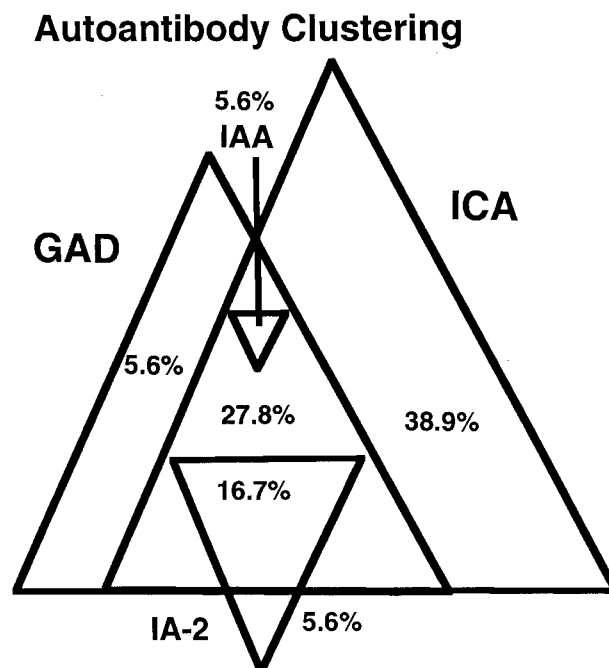 Autoantibody Clustering
5.6%
IAA
ICA
GAD
5.6%
27.8%
38.9%
16.7%
IA-2
5.6%